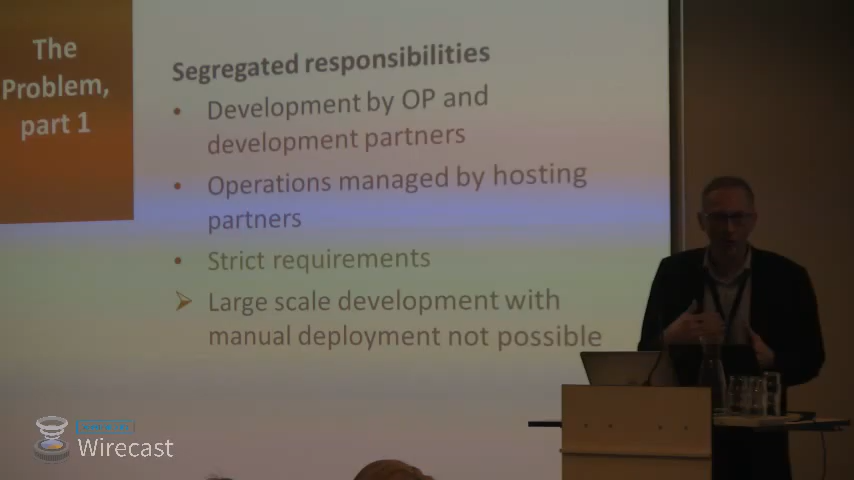 The
Problem,
part 1
Segregated responsibilities
• Development by OP and
development partners
• Operations managed by hosting
partners
• Strict requirements
➢ Large scale development with
manual deployment not possible
Wirecast